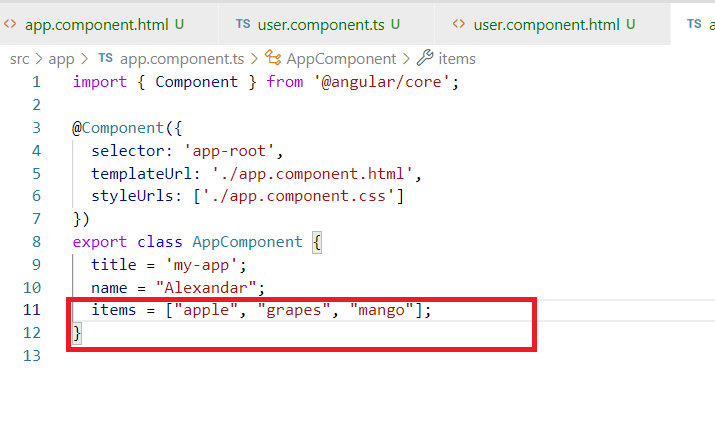 <> app.component.html U TS user.component.ts U <> user.component.html U TS a
src > app > TS app.component.ts > AppComponent > items
1 import { Component } from '@angular/core';
2
3 @Component({
4 selector: 'app-root',
5 templateUrl: './app.component.html',
6 styleUrls: ['./app.component.css']
7 })
8 export class AppComponent {
9 title = 'my-app';
10 name = "Alexandar";
11 items = ["apple", "grapes", "mango"];
12 }
13